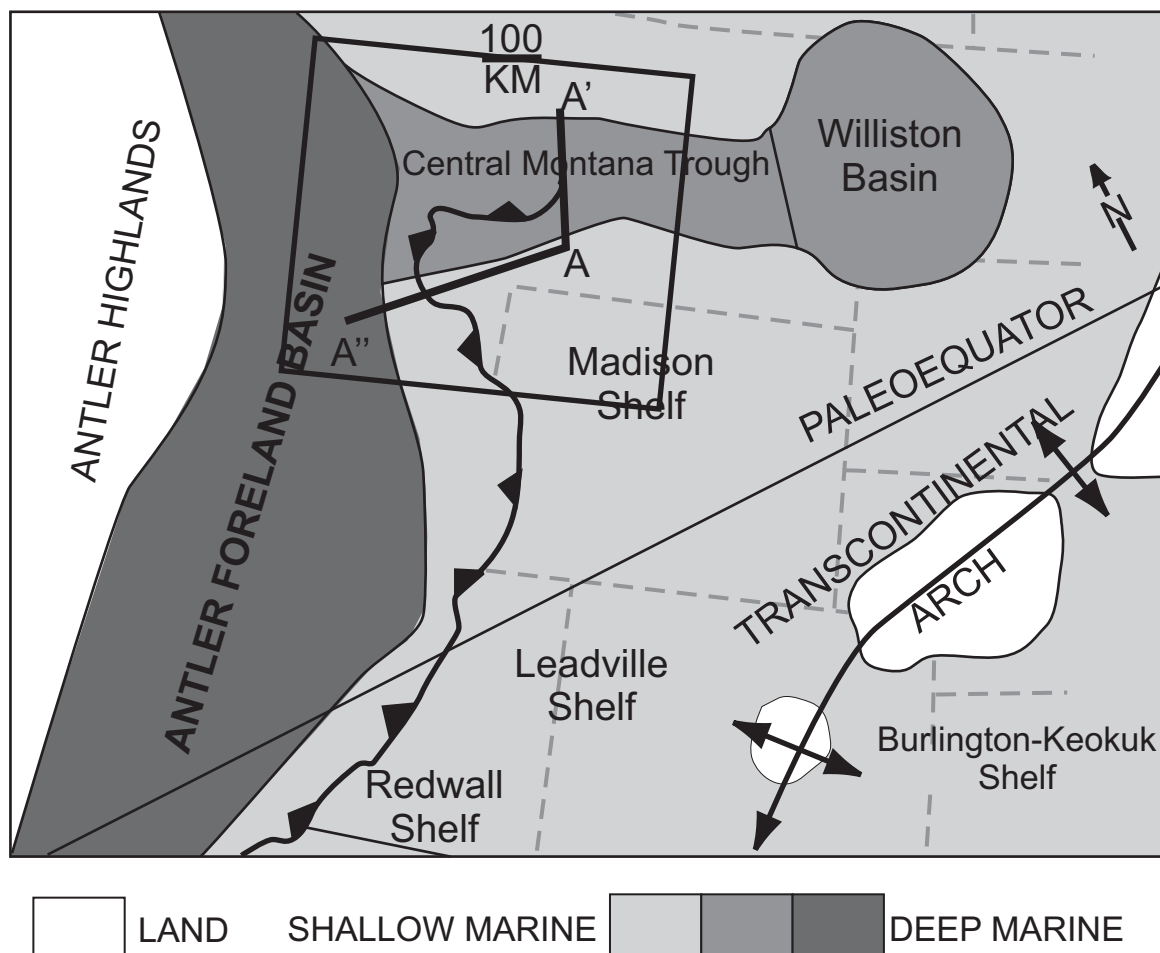 100
KM
A'
Central Montana Trough
Williston
Basin
N
ANTLER HIGHLANDS
A
A''
ANTLER FORELAND BASIN
Madison
Shelf
PALEOEQUATOR
TRANSCONTINENTAL
ARCH
Leadville
Shelf
Burlington-Keokuk
Shelf
Redwall
Shelf
LAND
SHALLOW MARINE
DEEP MARINE